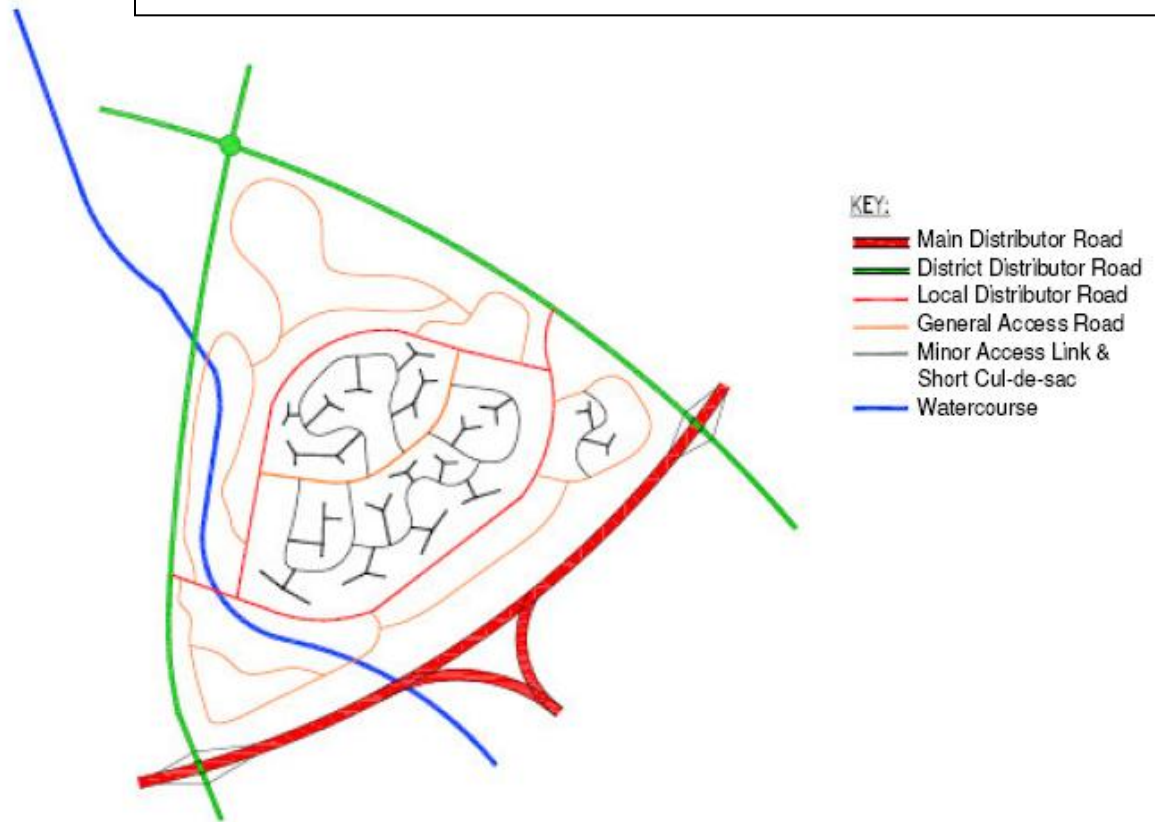 KEY:
Main Distributor Road
District Distributor Road
Local Distributor Road
General Access Road
Minor Access Link &
Short Cul-de-sac
Watercourse